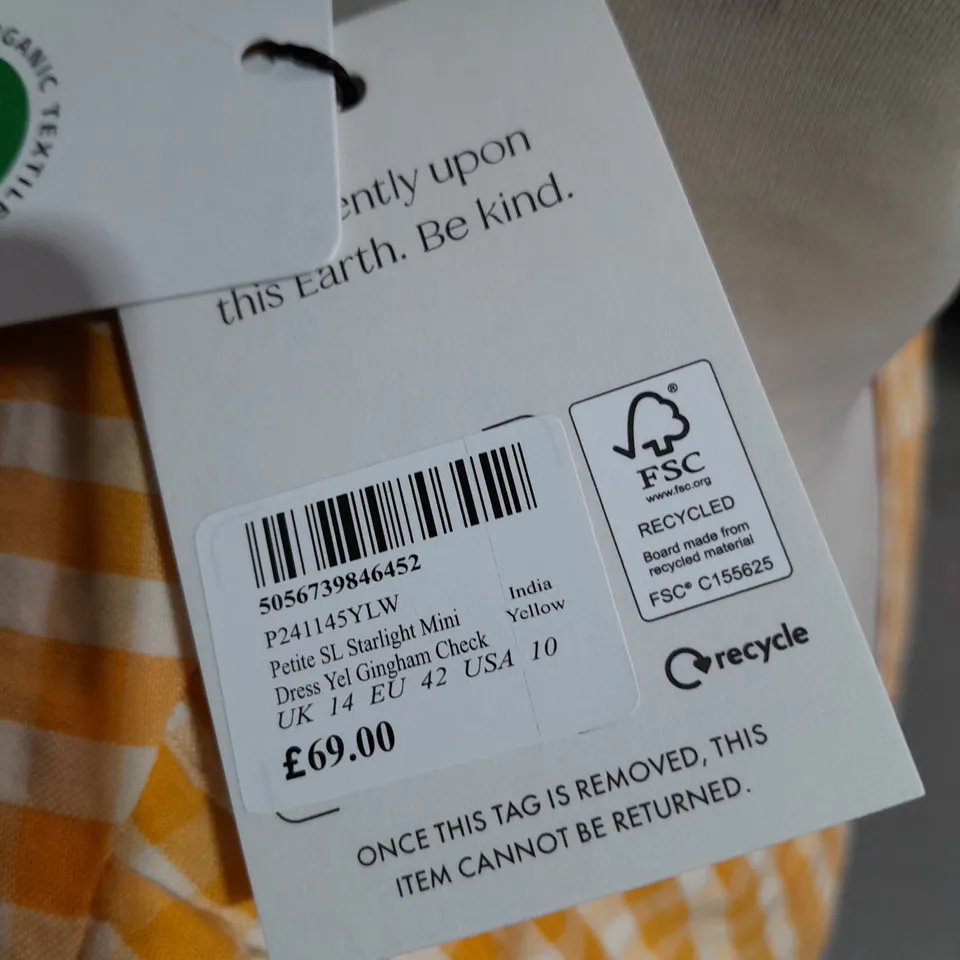 ORGANIC TEXTILE
upon
this Earth. Be kind.
5056739846452
P241145YLW
Petite SL Starlight Mini India
Dress Yel Gingham Check Yellow
UK 14 EU 42 USA 10
£69.00
®
FSC
www.fsc.org
RECYCLED
Board made from
recycled material
FSC® C155625
recycle
ONCE THIS TAG IS REMOVED, THIS
ITEM CANNOT BE RETURNED.